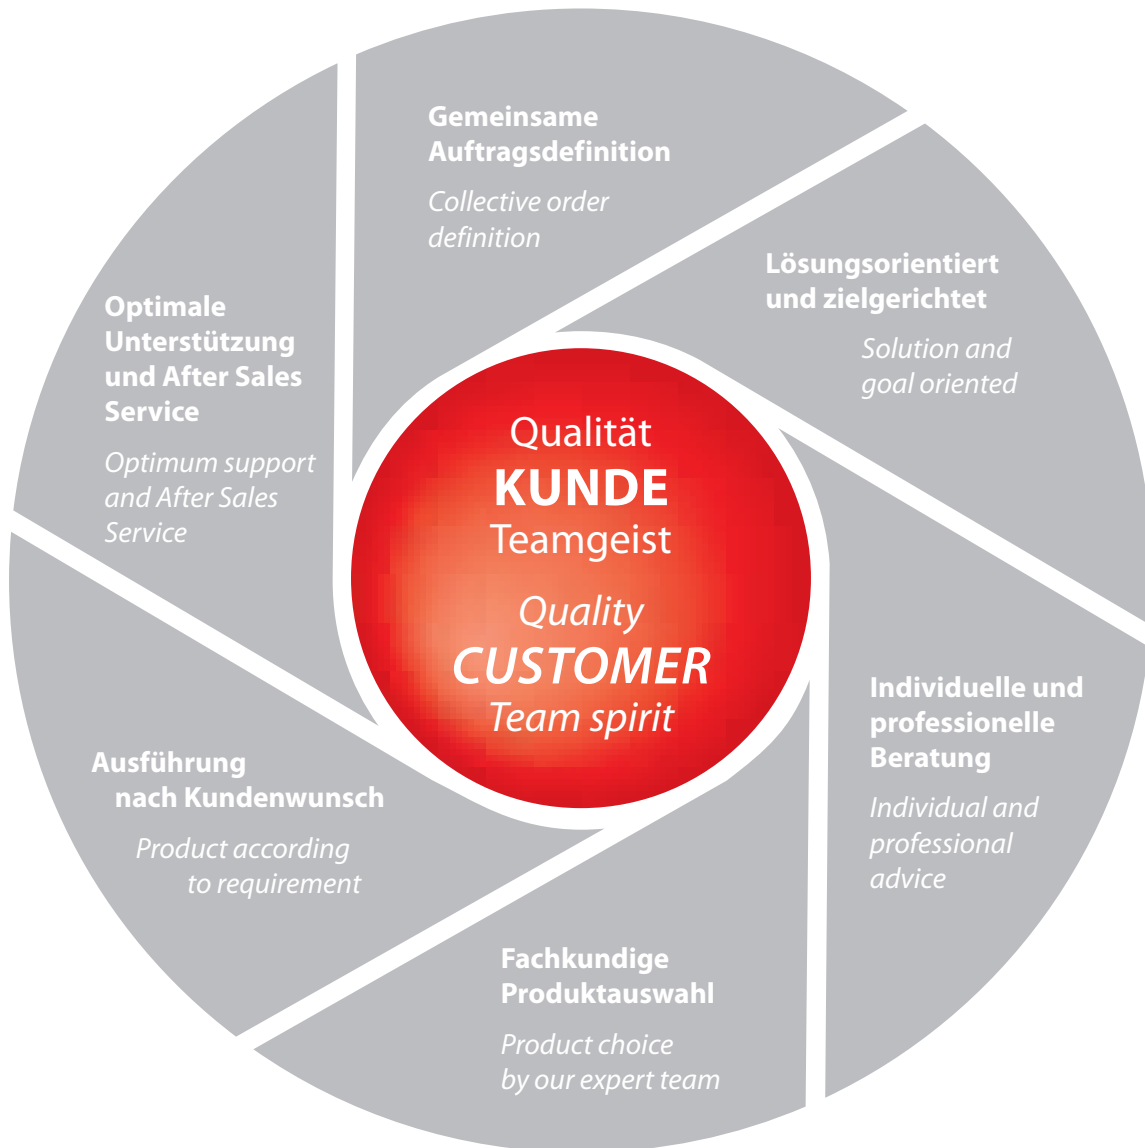 Gemeinsame
Auftragsdefinition
Collective order
definition
Lösungsorientiert
und zielgerichtet
Solution and
goal oriented
Individuelle und
professionelle
Beratung
Individual and
professional
advice
Fachkundige
Produktauswahl
Product choice
by our expert team
Ausführung
nach Kundenwunsch
Product according
to requirement
Optimale
Unterstützung
und After Sales
Service
Optimum support
and After Sales
Service
Qualität
KUNDE
Teamgeist
Quality
CUSTOMER
Team spirit